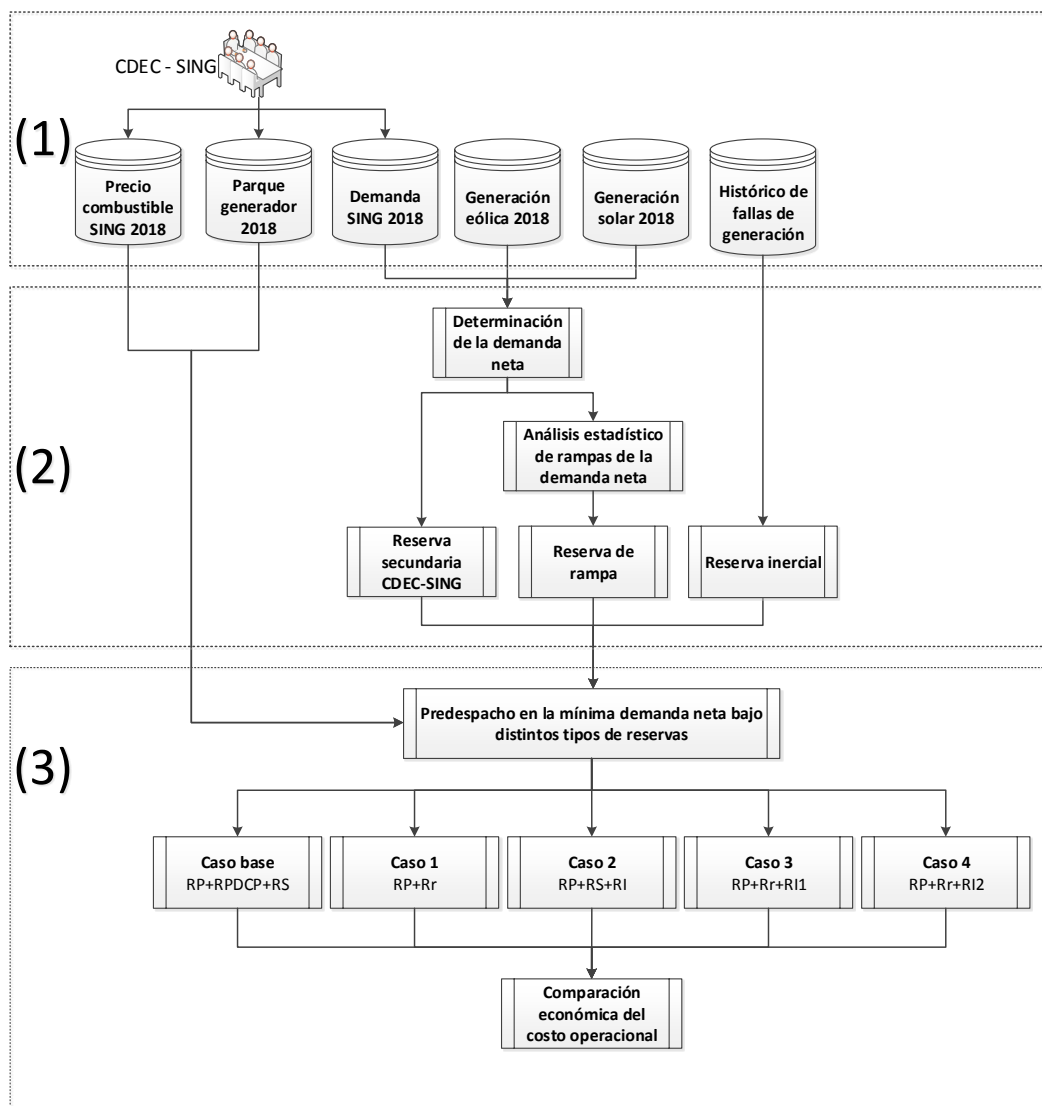 CDEC - SING
(1)
Precio
combustible
SING 2018
Parque
generador
2018
Demanda
SING 2018
Generación
eólica 2018
Generación
solar 2018
Histórico de
fallas de
generación
(2)
Determinación
de la demanda
neta
Análisis estadístico
de rampas de la
demanda neta
Reserva
secundaria
CDEC-SING
Reserva de
rampa
Reserva inercial
(3)
Predespacho en la mínima demanda neta bajo
distintos tipos de reservas
Caso base
RP+RPDCP+RS
Caso 1
RP+Rr
Caso 2
RP+RS+RI
Caso 3
RP+Rr+RI1
Caso 4
RP+Rr+RI2
Comparación
económica del
costo operacional